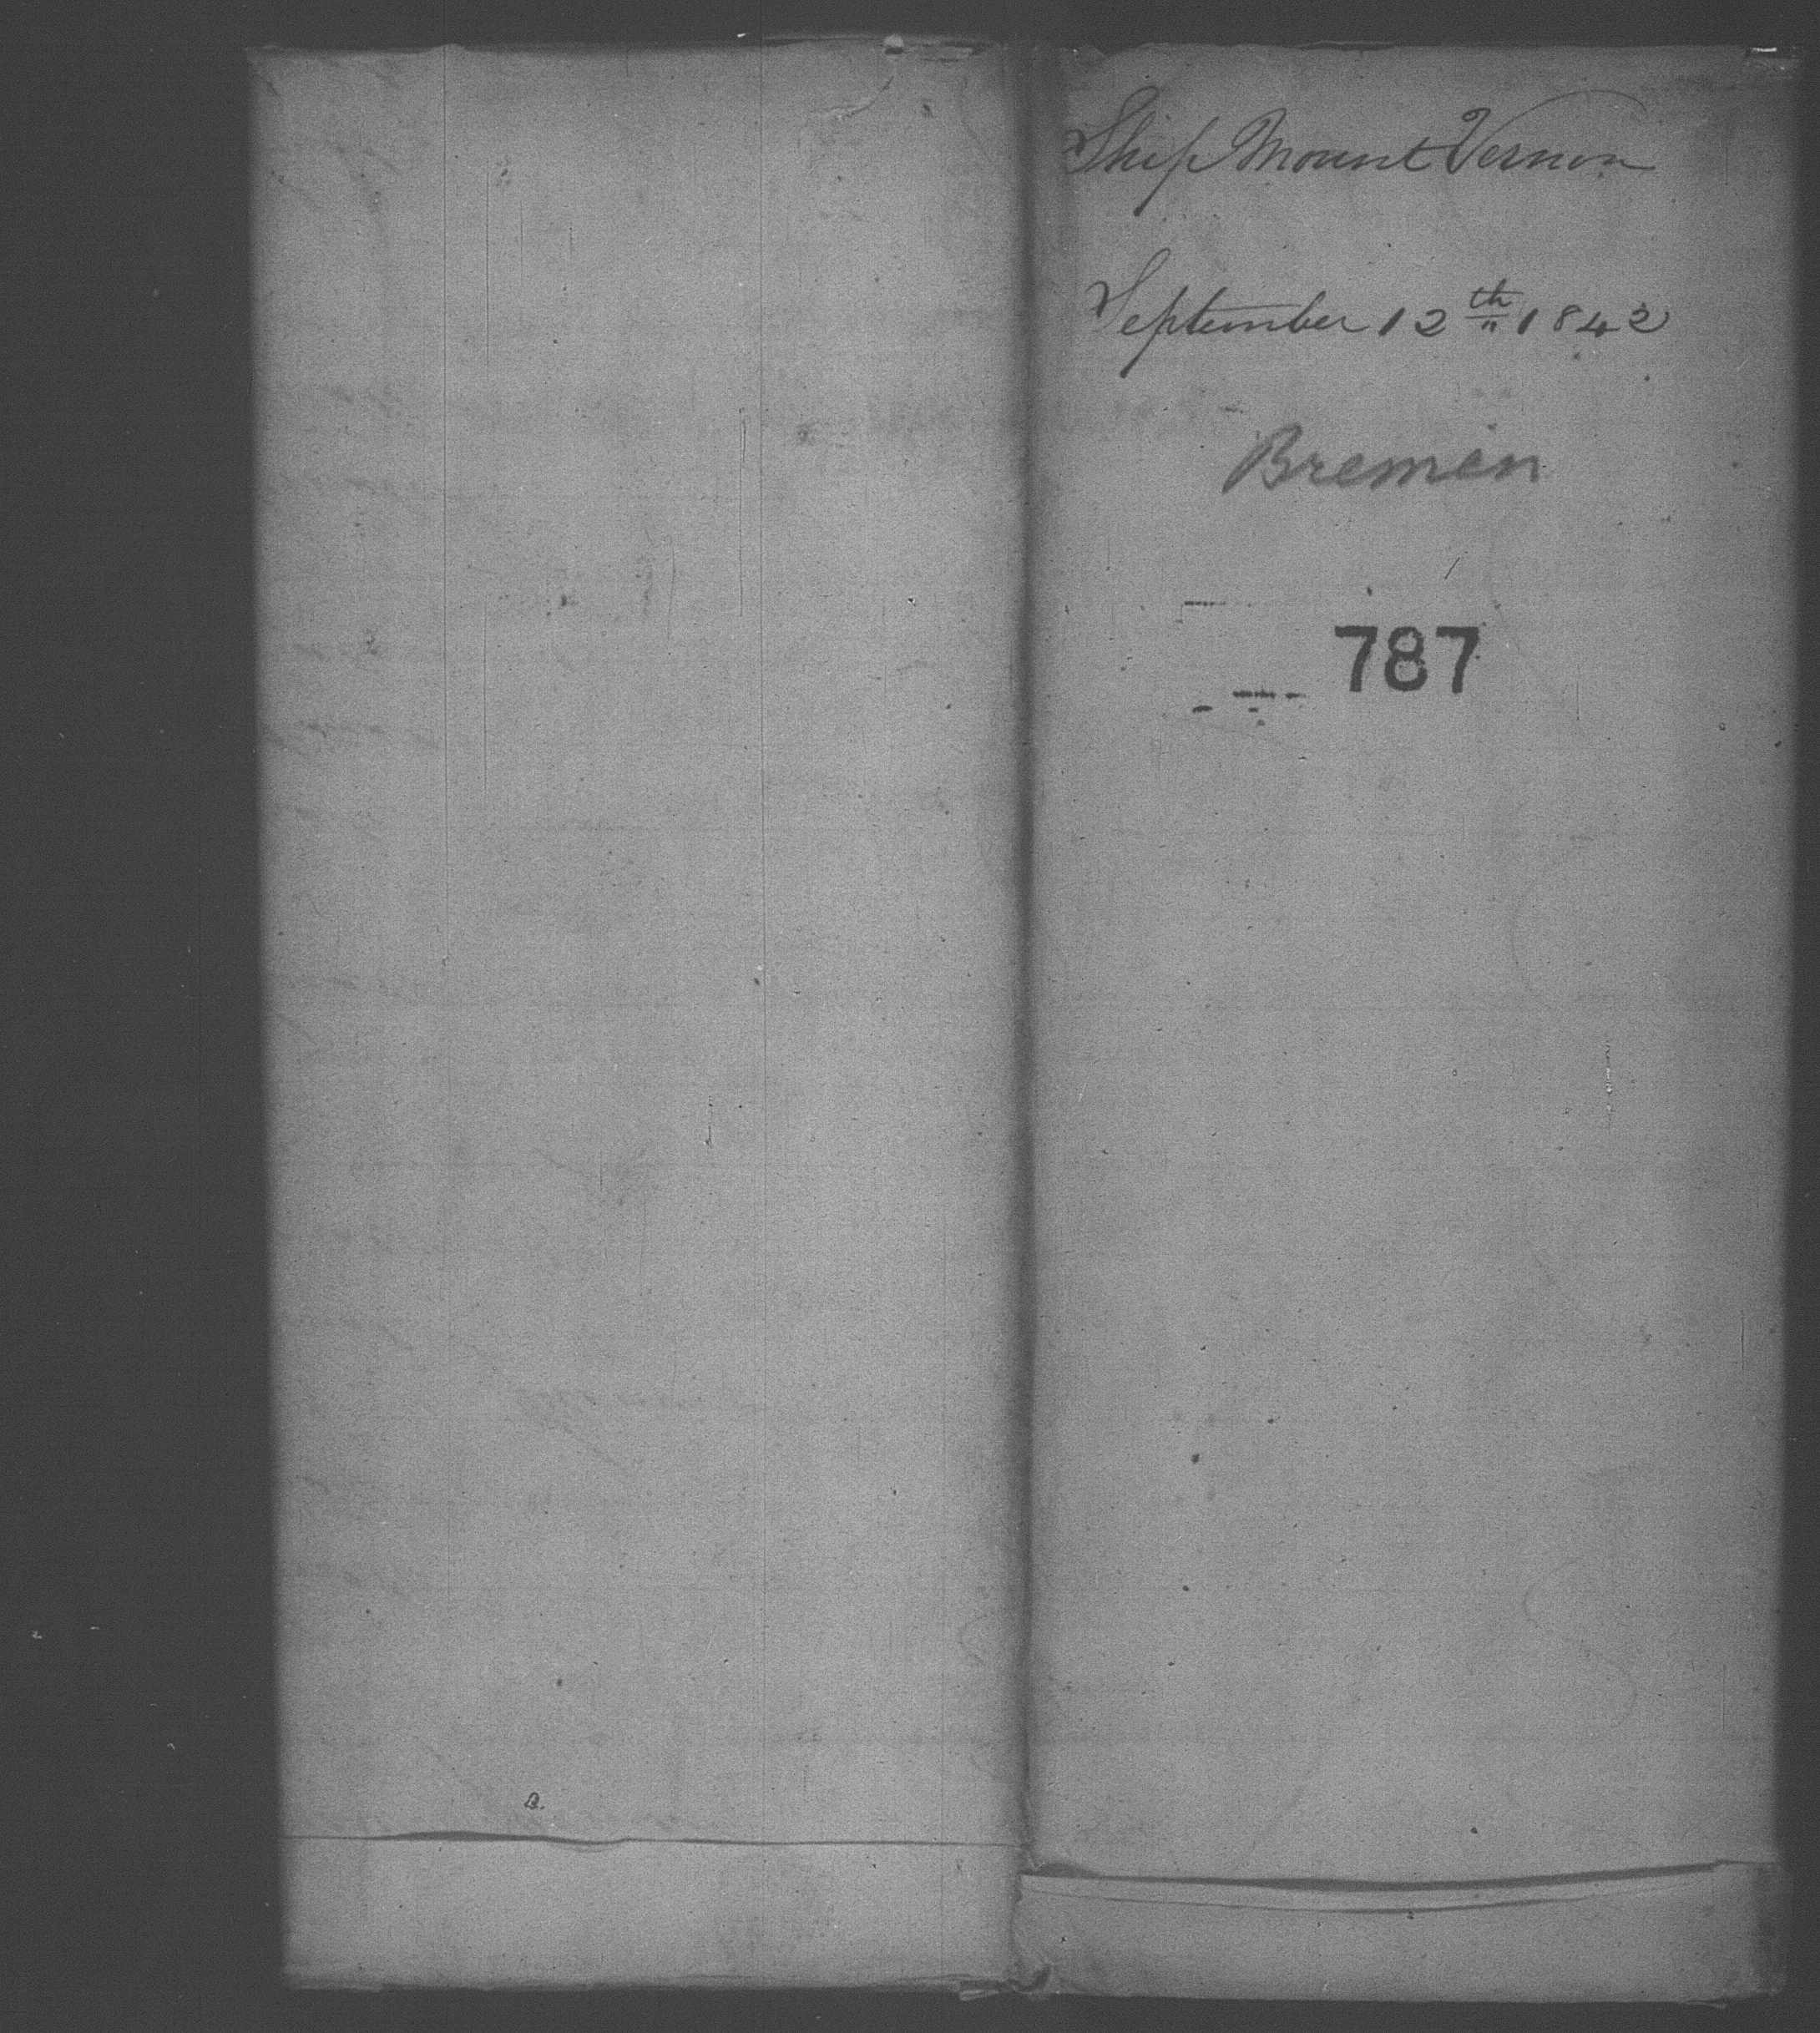 Ship Mount Vernon
September 12th 1842
Bremen
787